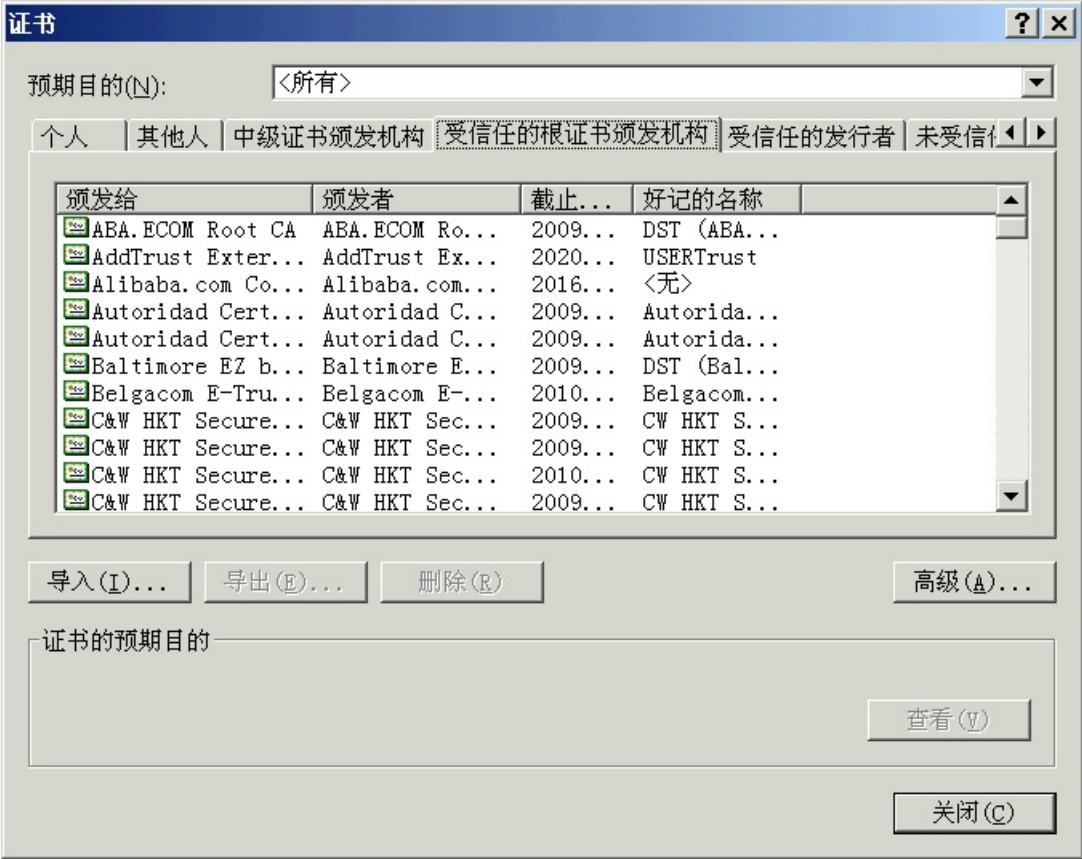 证书
预期目的(N): <所有>
个人 其他人 中级证书颁发机构 受信任的根证书颁发机构 受信任的发行者 未受信
颁发给 颁发者 截止... 好记的名称
ABA.ECOM Root CA ABA.ECOM Ro... 2009... DST (ABA...
AddTrust Exter... AddTrust Ex... 2020... USERTrust
Alibaba.com Co... Alibaba.com... 2016... <无>
Autoridad Cert... Autoridad C... 2009... Autorida...
Autoridad Cert... Autoridad C... 2009... Autorida...
Baltimore EZ b... Baltimore E... 2009... DST (Bal...
Belgacom E-Tru... Belgacom E-... 2010... Belgacom...
C&W HKT Secure... C&W HKT Sec... 2009... CW HKT S...
C&W HKT Secure... C&W HKT Sec... 2009... CW HKT S...
C&W HKT Secure... C&W HKT Sec... 2010... CW HKT S...
C&W HKT Secure... C&W HKT Sec... 2009... CW HKT S...
导入(I)... 导出(E)... 删除(R) 高级(A)...
证书的预期目的
查看(V)
关闭(C)